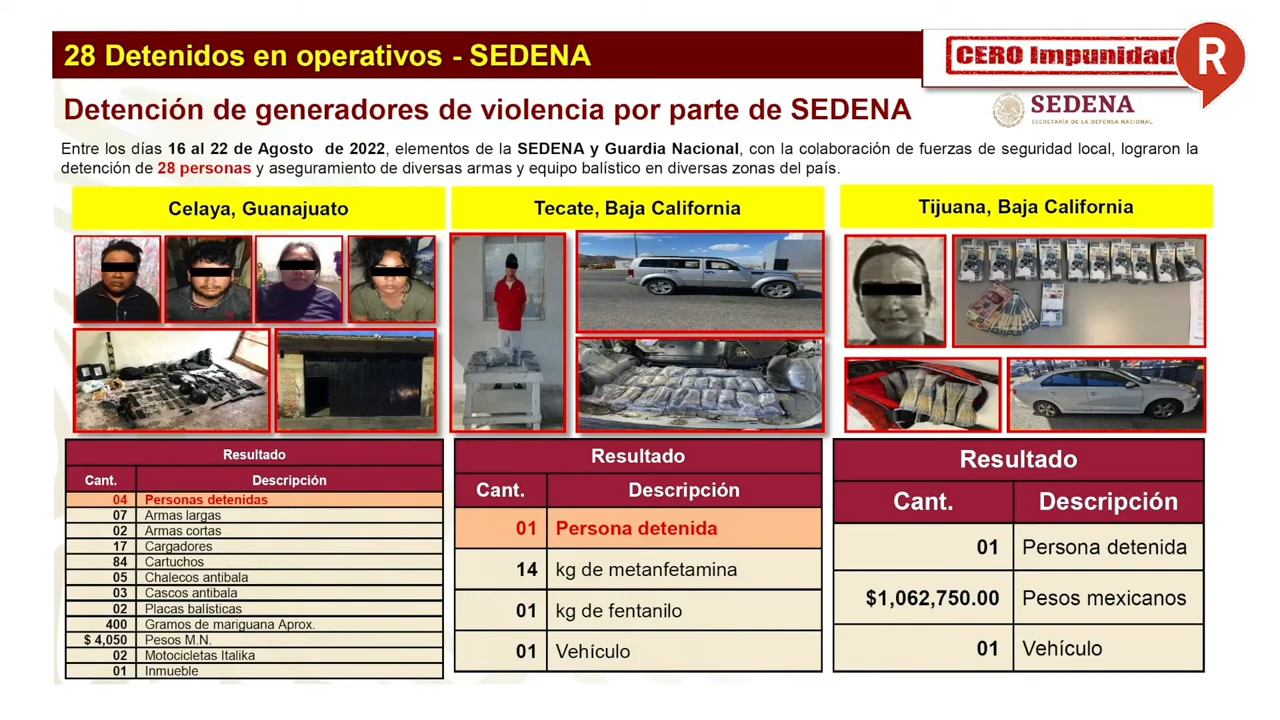 28 Detenidos en operativos - SEDENA
CERO Impunidad
R
Detención de generadores de violencia por parte de SEDENA
SEDENA
SECRETARÍA DE LA DEFENSA NACIONAL
Entre los días 16 al 22 de Agosto de 2022, elementos de la SEDENA y Guardia Nacional, con la colaboración de fuerzas de seguridad local, lograron la
detención de 28 personas y aseguramiento de diversas armas y equipo balístico en diversas zonas del país.
Celaya, Guanajuato
Resultado
Cant. Descripción
04 Personas detenidas
07 Armas largas
02 Armas cortas
17 Cargadores
84 Cartuchos
05 Chalecos antibala
03 Cascos antibala
02 Placas balísticas
400 Gramos de mariguana Aprox.
$ 4,050 Pesos M.N.
02 Motocicletas Italika
01 Inmueble
Tecate, Baja California
Resultado
Cant. Descripción
01 Persona detenida
14 kg de metanfetamina
01 kg de fentanilo
01 Vehículo
Tijuana, Baja California
Resultado
Cant. Descripción
01 Persona detenida
$1,062,750.00 Pesos mexicanos
01 Vehículo